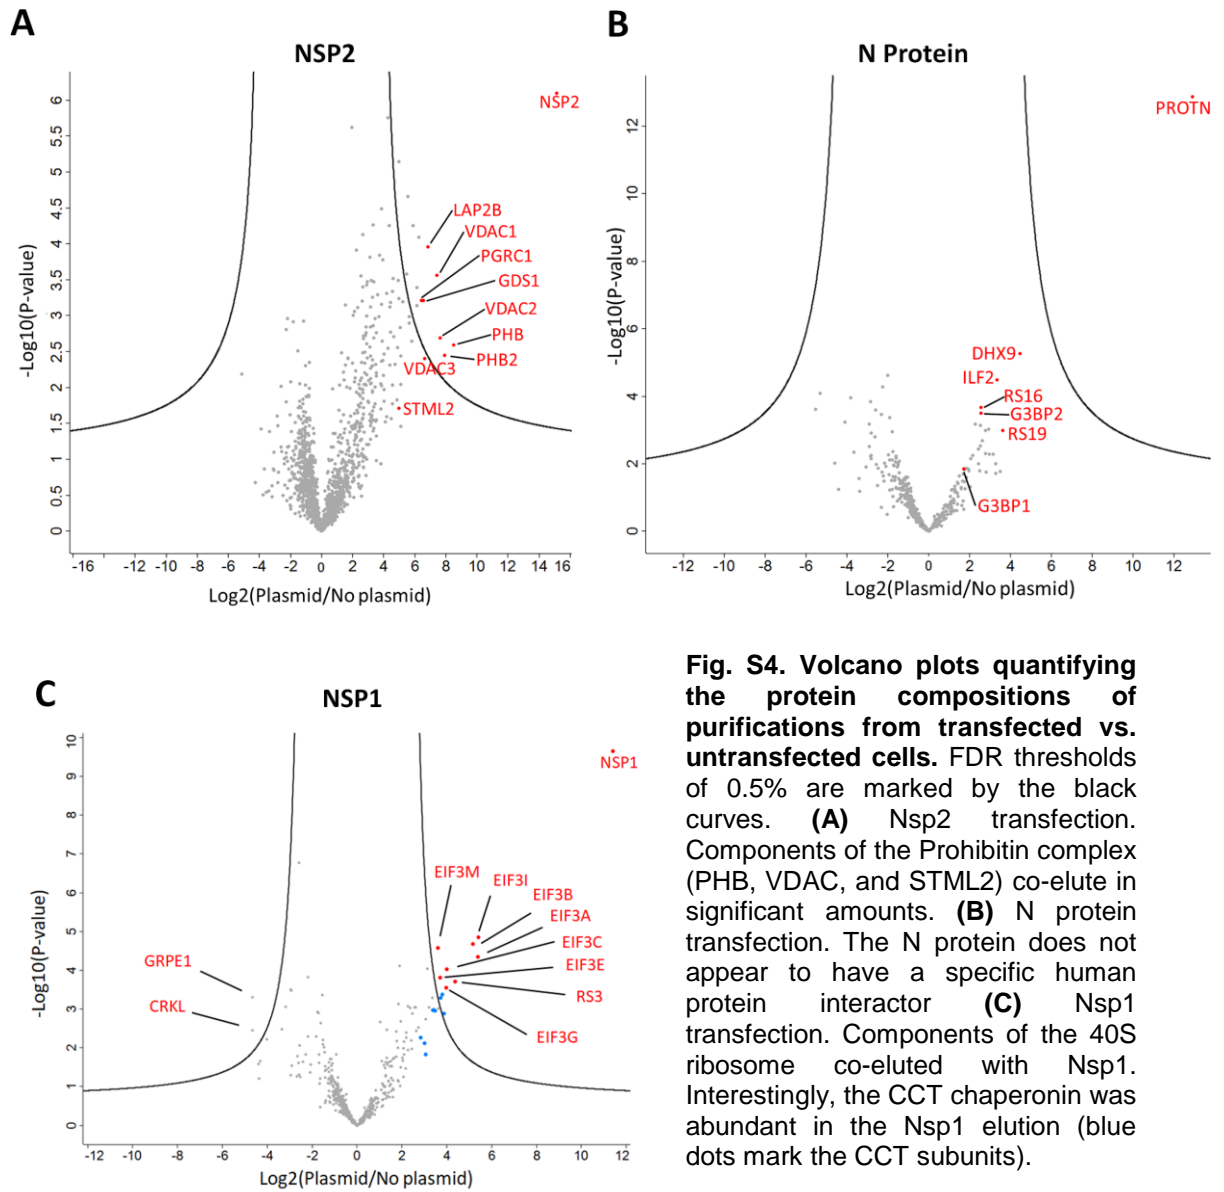 A
NSP2
-Log10(P-value)
6
5.5
5
4.5
4
3.5
3
2.5
2
1.5
1
0.5
0
NSP2
LAP2B
VDAC1
PGRC1
GDS1
VDAC2
PHB
PHB2
VDAC3
STML2
-16 -14 -12 -10 -8 -6 -4 -2 0 2 4 6 8 10 12 14 16
Log2(Plasmid/No plasmid)
B
N Protein
-Log10(P-value)
12
10
8
6
4
2
0
PROTN
DHX9
ILF2
RS16
G3BP2
RS19
G3BP1
-12 -10 -8 -6 -4 -2 0 2 4 6 8 10 12
Log2(Plasmid/No plasmid)
C
NSP1
-Log10(P-value)
10
9
8
7
6
5
4
3
2
1
0
NSP1
EIF3M
EIF3I
EIF3B
EIF3A
EIF3C
EIF3E
RS3
EIF3G
GRPE1
CRKL
-12 -10 -8 -6 -4 -2 0 2 4 6 8 10 12
Log2(Plasmid/No plasmid)
Fig. S4. Volcano plots quantifying
the protein compositions of
purifications from transfected vs.
untransfected cells. FDR thresholds
of 0.5% are marked by the black
curves. (A) Nsp2 transfection.
Components of the Prohibitin complex
(PHB, VDAC, and STML2) co-elute in
significant amounts. (B) N protein
transfection. The N protein does not
appear to have a specific human
protein interactor (C) Nsp1
transfection. Components of the 40S
ribosome co-eluted with Nsp1.
Interestingly, the CCT chaperonin was
abundant in the Nsp1 elution (blue
dots mark the CCT subunits).